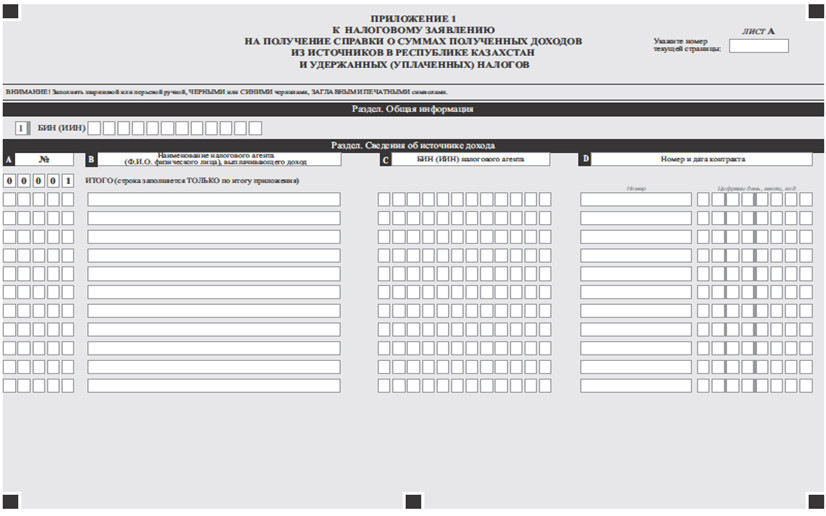 ПРИЛОЖЕНИЕ 1
К НАЛОГОВОМУ ЗАЯВЛЕНИЮ
НА ПОЛУЧЕНИЕ СПРАВКИ О СУММАХ ПОЛУЧЕННЫХ ДОХОДОВ
ИЗ ИСТОЧНИКОВ В РЕСПУБЛИКЕ КАЗАХСТАН
И УДЕРЖАННЫХ (УПЛАЧЕННЫХ) НАЛОГОВ
ЛИСТ А
Укажите номер
текущей страницы:
ВНИМАНИЕ! Заполнять шариковой или перьевой ручкой, ЧЕРНЫМИ или СИНИМИ чернилами, ЗАГЛАВНЫМИ ПЕЧАТНЫМИ символами.
Раздел. Общая информация
1 БИН (ИИН)
Раздел. Сведения об источнике дохода
A №
B Наименование налогового агента
(Ф.И.О. физического лица), выплачивающего доход
C БИН (ИИН) налогового агента
D Номер и дата контракта
0 0 0 0 1 ИТОГО (строка заполняется ТОЛЬКО по итогу приложения)
Номер
Цифрами день, месяц, год